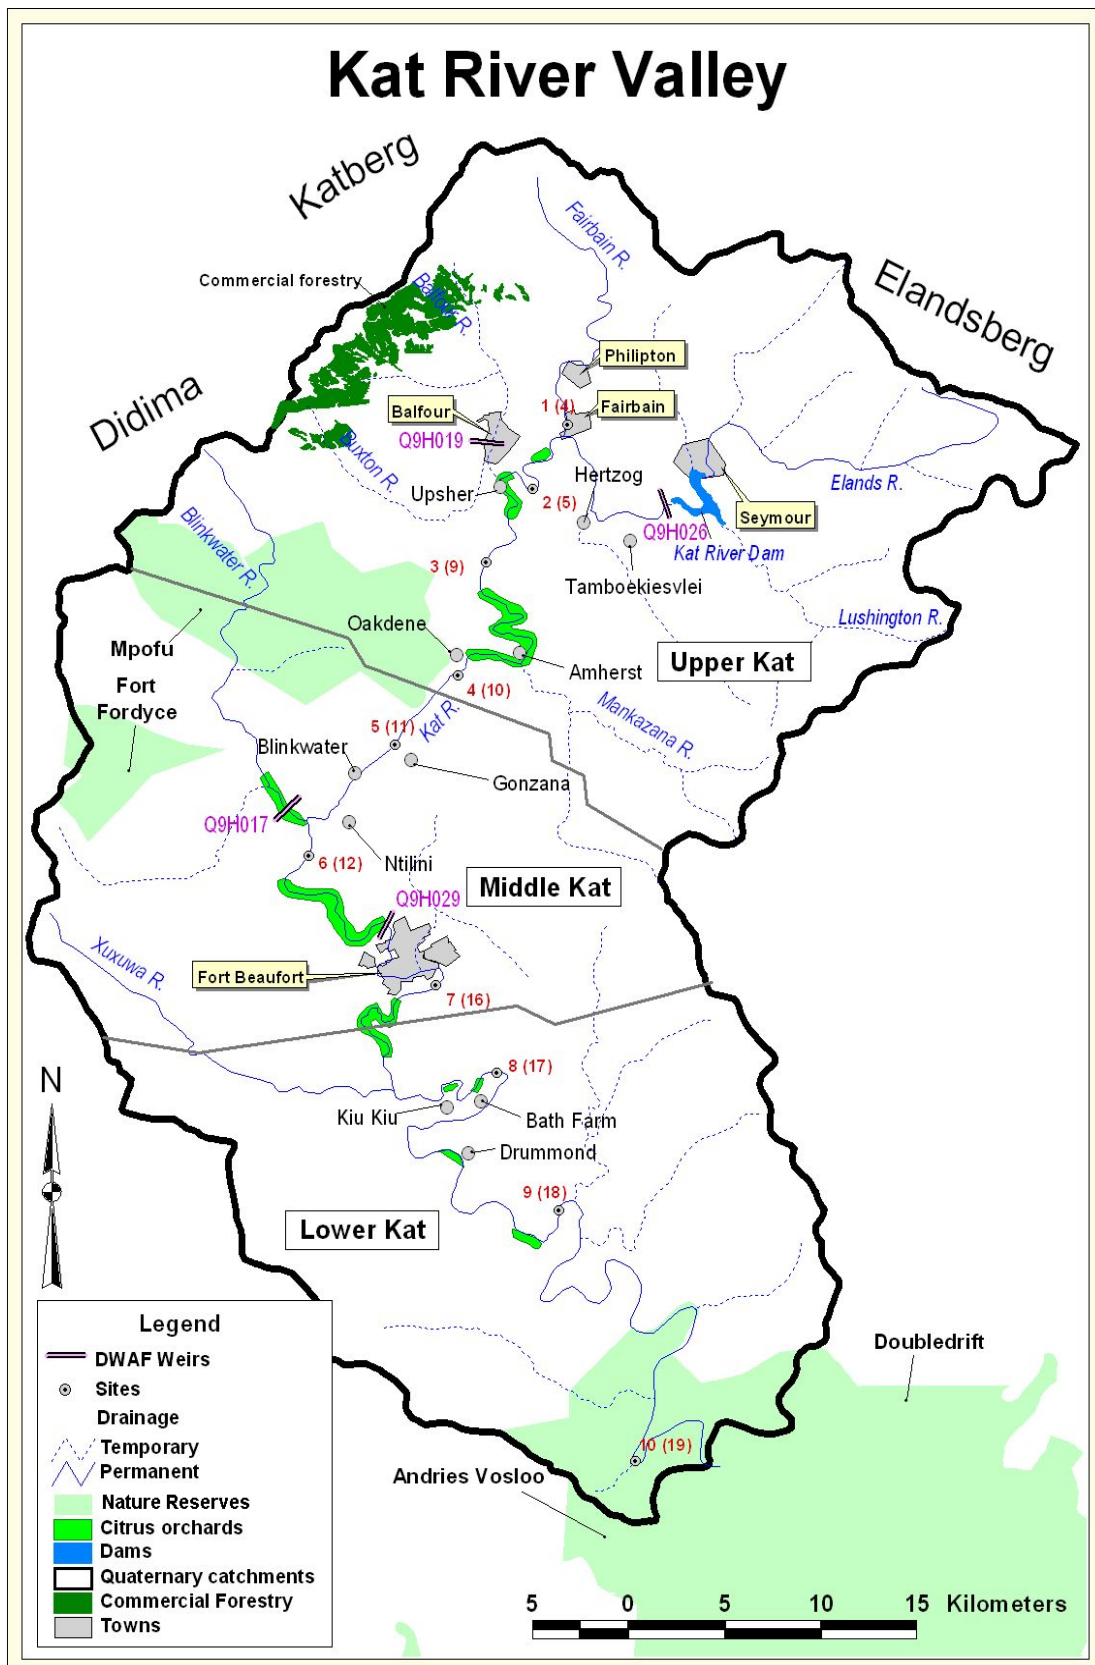 Kat River Valley
Katberg
Fairbain R.
Elandsberg
Commercial forestry
Balfour R.
Philipton
Didima
Balfour
1 (4)
Fairbain
Q9H019
Buxton R.
Hertzog
Upsher
2 (5)
Elands R.
Seymour
Blinkwater R.
Q9H026
Kat River Dam
3 (9)
Tamboekiesvlei
Oakdene
Lushington R.
Mpofu
Amherst
Upper Kat
Fort
Fordyce
4 (10)
Mankazana R.
5 (11)
Kat R.
Blinkwater
Gonzana
Q9H017
6 (12)
Ntilini
Middle Kat
Q9H029
Xuxuwa R.
Fort Beaufort
7 (16)
N
8 (17)
Kiu Kiu
Bath Farm
Drummond
9 (18)
Lower Kat
Legend
DWAF Weirs
Sites
Drainage
Temporary
Permanent
Nature Reserves
Citrus orchards
Dams
Quaternary catchments
Commercial Forestry
Towns
Doubledrift
10 (19)
Andries Vosloo
5 0 5 10 15 Kilometers